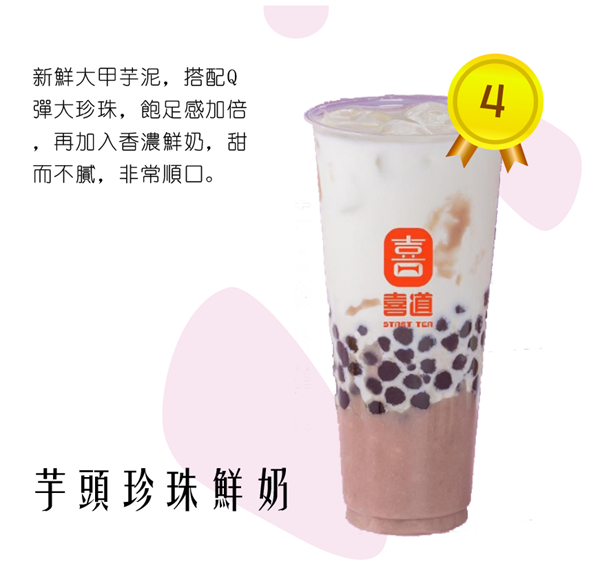 新鮮大甲芋泥，搭配Q
彈大珍珠，飽足感加倍
，再加入香濃鮮奶，甜
而不膩，非常順口。
4
喜
喜道
START TEA
芋頭珍珠鮮奶